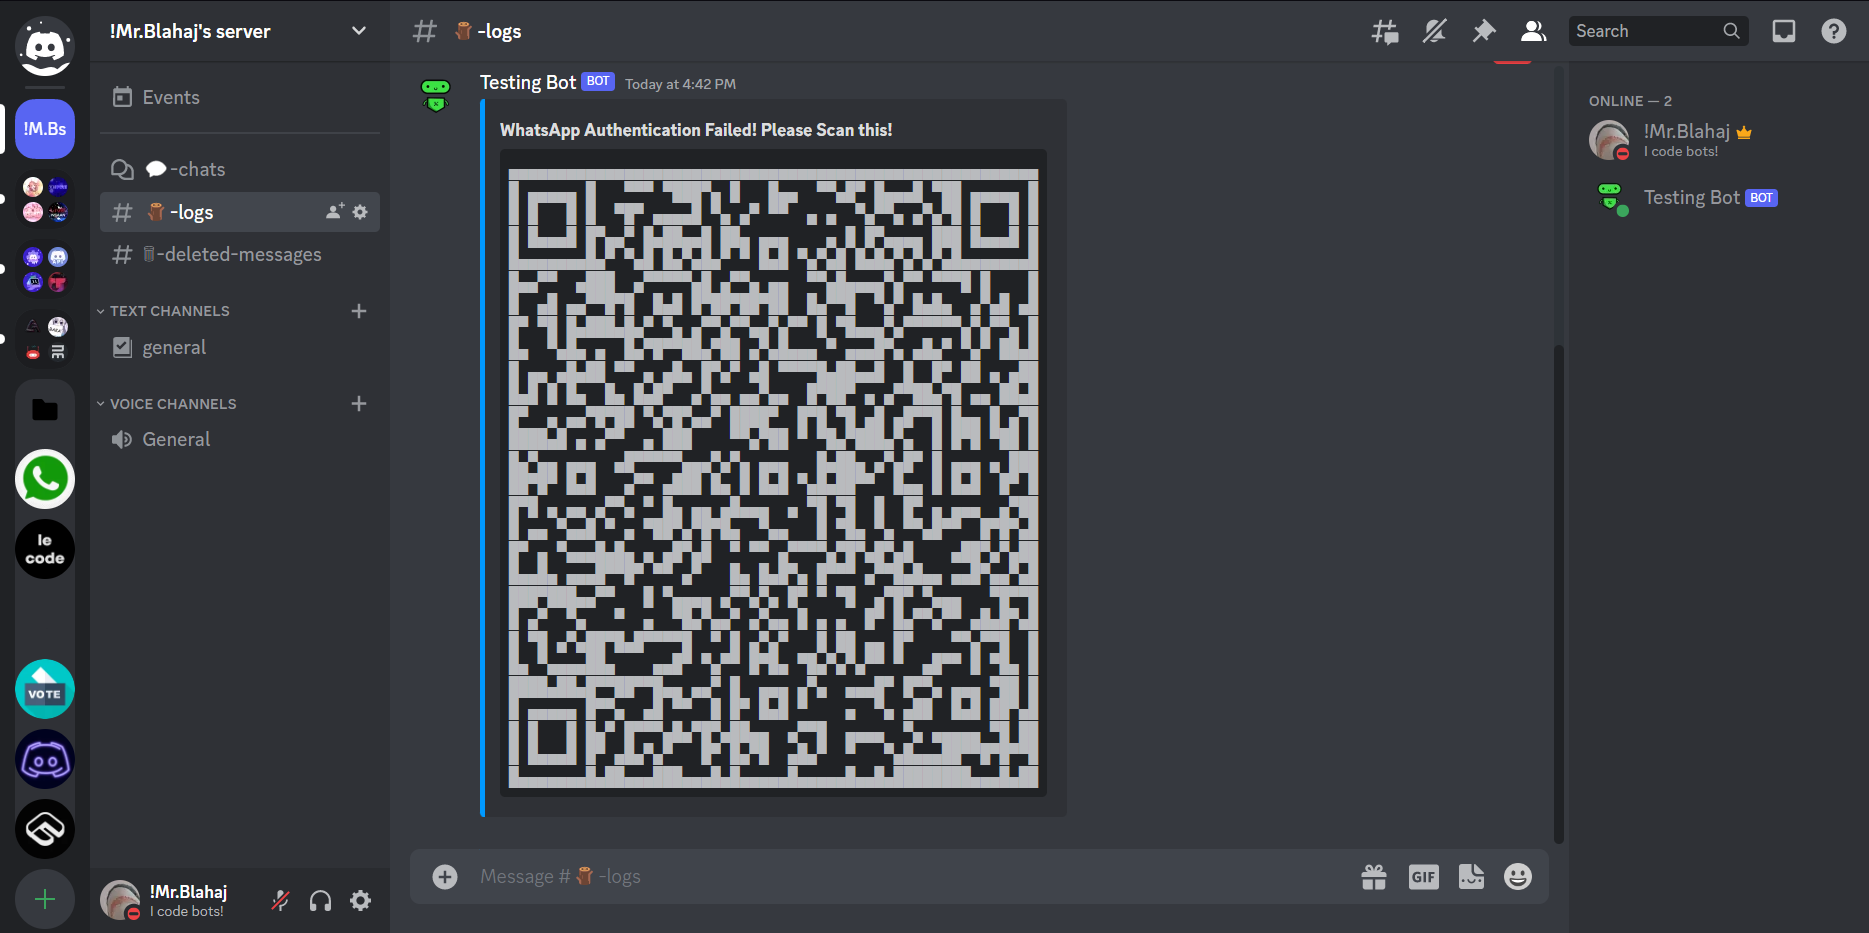 !Mr.Blahaj's server
-logs
Search
!M.Bs
Events
-chats
-logs
-deleted-messages
TEXT CHANNELS
general
VOICE CHANNELS
General
le
code
VOTE
!Mr.Blahaj
I code bots!
Testing Bot BOT Today at 4:42 PM
WhatsApp Authentication Failed! Please Scan this!
Message # -logs
GIF
ONLINE — 2
!Mr.Blahaj
I code bots!
Testing Bot BOT